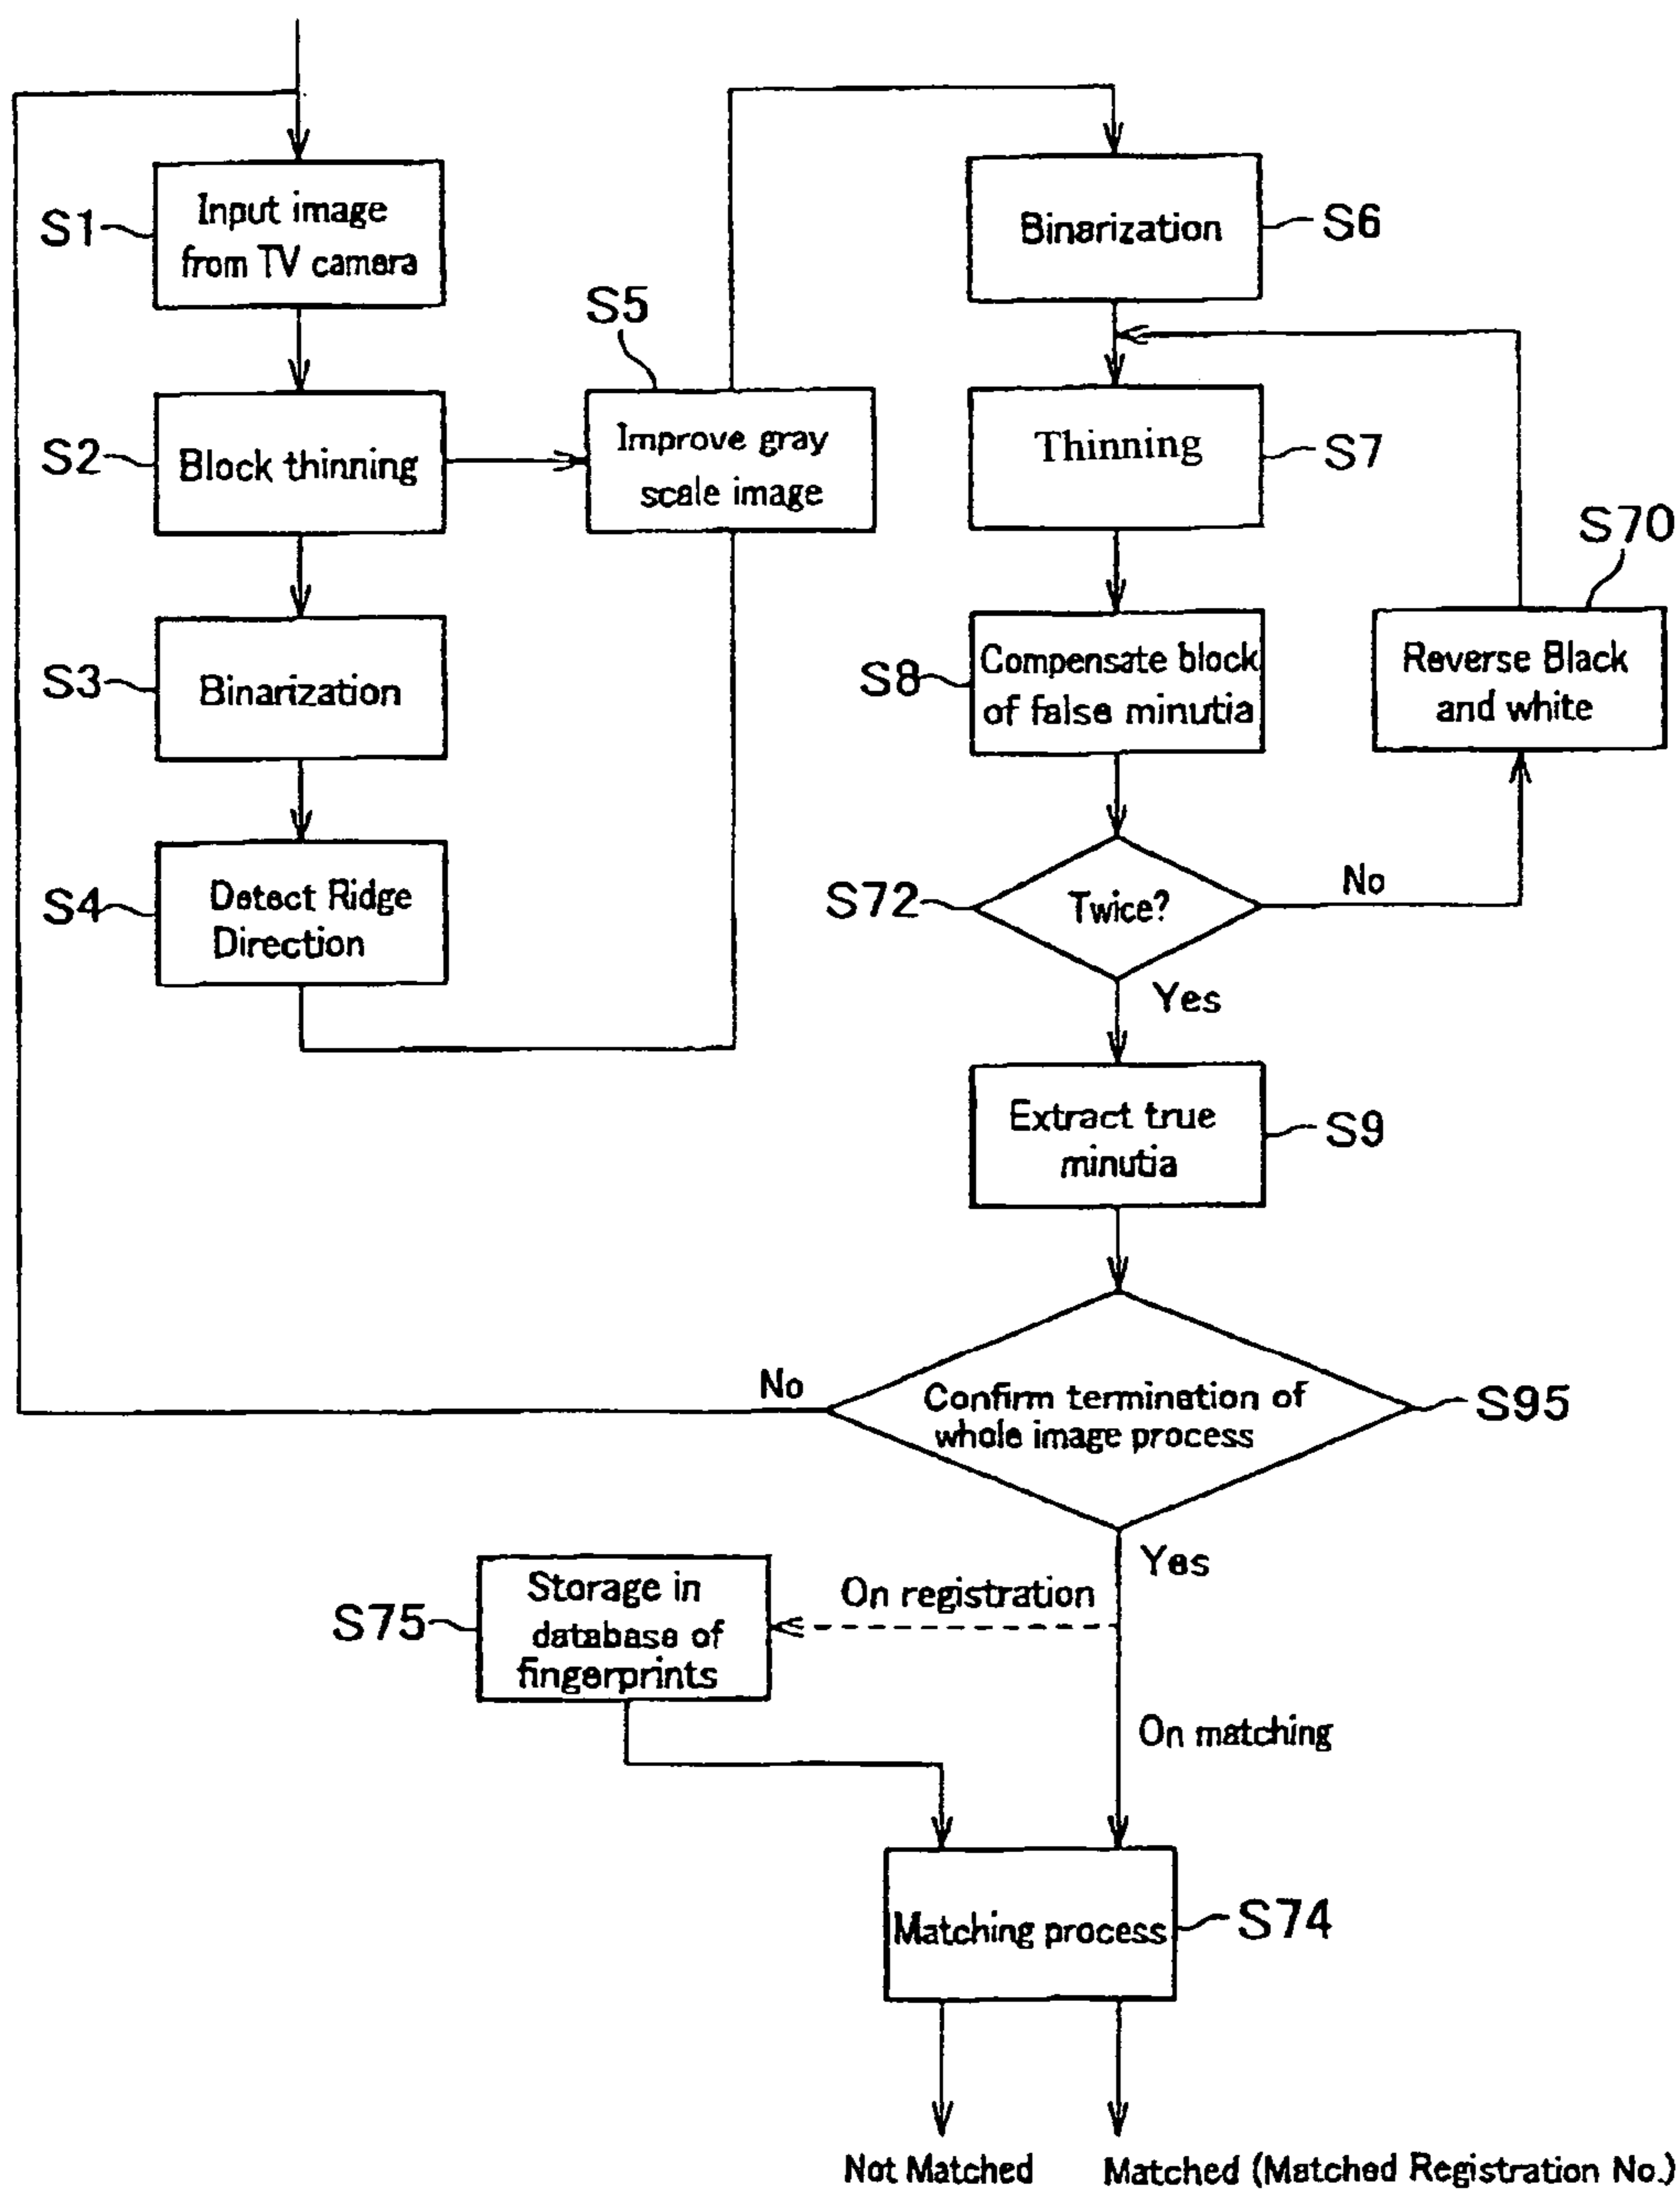 S1
Input image
from TV camera
S2
Block thinning
S3
Binarization
S4
Detect Ridge
Direction
S5
Improve gray
scale image
Binarization
S6
Thinning
S7
S8
Compensate block
of false minutia
S70
Reverse Black
and white
S72
Twice?
No
Yes
Extract true
minutia
S9
No
Confirm termination of
whole image process
S95
Yes
On registration
S75
Storage in
database of
fingerprints
On matching
Matching process
S74
Not Matched
Matched (Matched Registration No.)